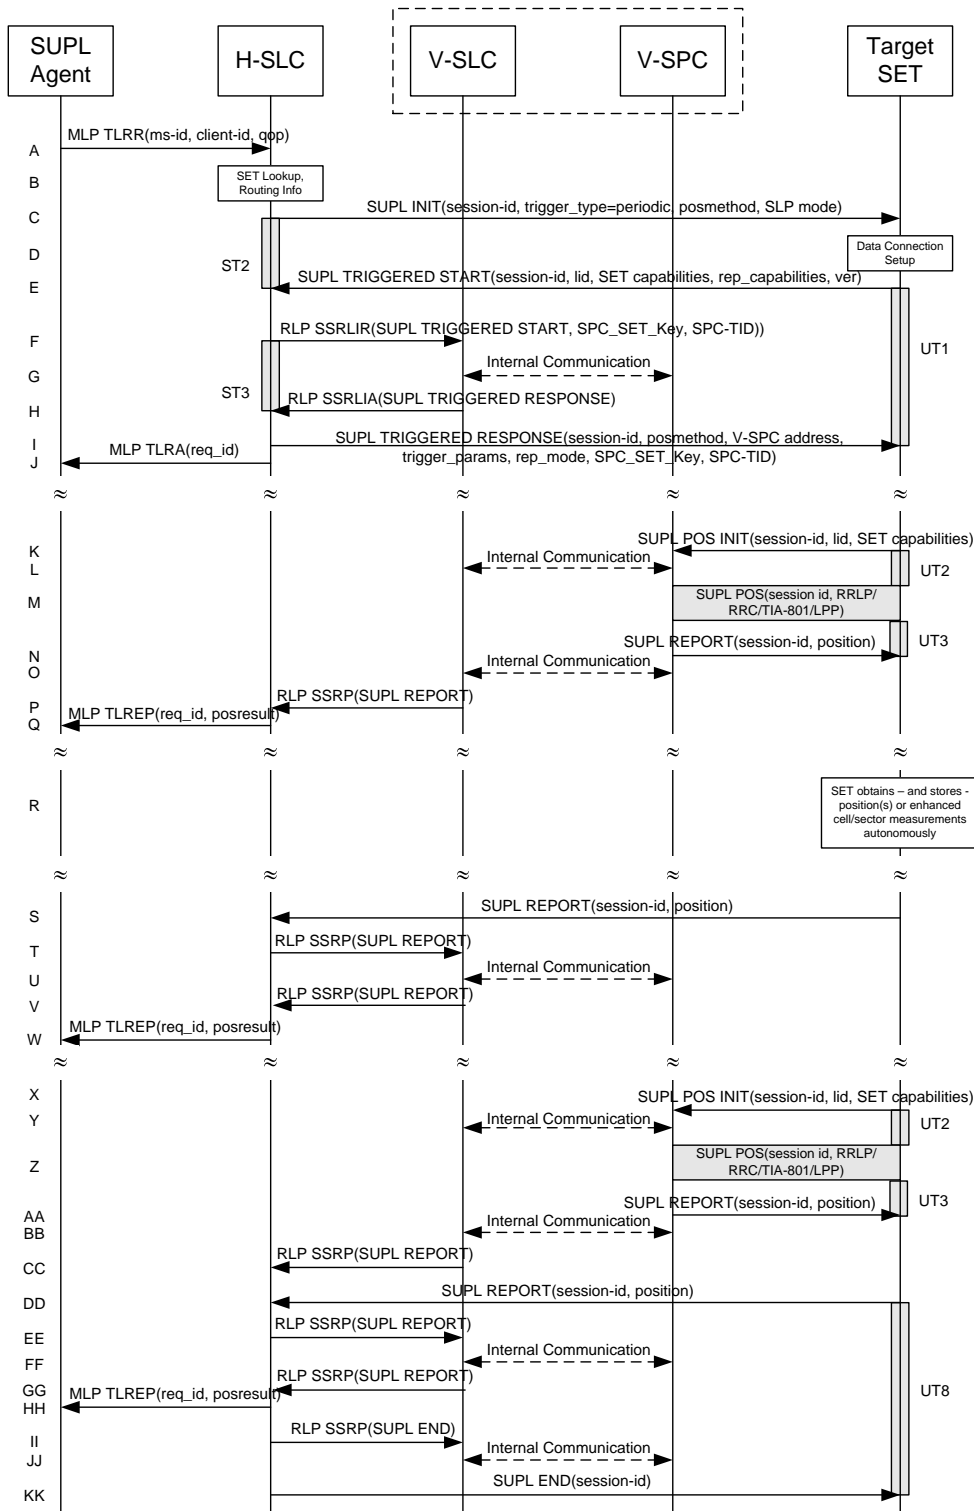 SUPL
Agent
H-SLC
V-SLC
V-SPC
Target
SET
A
MLP TLRR(ms-id, client-id, qop)
B
SET Lookup,
Routing Info
C
SUPL INIT(session-id, trigger_type=periodic, posmethod, SLP mode)
D
Data Connection
Setup
ST2
E
SUPL TRIGGERED START(session-id, lid, SET capabilities, rep_capabilities, ver)
F
RLP SSRLIR(SUPL TRIGGERED START, SPC_SET_Key, SPC-TID))
UT1
G
Internal Communication
ST3
H
RLP SSRLIA(SUPL TRIGGERED RESPONSE)
I
SUPL TRIGGERED RESPONSE(session-id, posmethod, V-SPC address,
trigger_params, rep_mode, SPC_SET_Key, SPC-TID)
J
MLP TLRA(req_id)
≈ ≈ ≈ ≈ ≈
K
SUPL POS INIT(session-id, lid, SET capabilities)
L
Internal Communication
UT2
M
SUPL POS(session id, RRLP/
RRC/TIA-801/LPP)
UT3
N
SUPL REPORT(session-id, position)
O
Internal Communication
P
RLP SSRP(SUPL REPORT)
Q
MLP TLREP(req_id, posresult)
≈ ≈ ≈ ≈ ≈
R
SET obtains – and stores -
position(s) or enhanced
cell/sector measurements
autonomously
≈ ≈ ≈ ≈ ≈
S
SUPL REPORT(session-id, position)
T
RLP SSRP(SUPL REPORT)
U
Internal Communication
V
RLP SSRP(SUPL REPORT)
W
MLP TLREP(req_id, posresult)
≈ ≈ ≈ ≈ ≈
X
SUPL POS INIT(session-id, lid, SET capabilities)
Y
Internal Communication
UT2
Z
SUPL POS(session id, RRLP/
RRC/TIA-801/LPP)
UT3
AA
SUPL REPORT(session-id, position)
BB
Internal Communication
CC
RLP SSRP(SUPL REPORT)
DD
SUPL REPORT(session-id, position)
EE
RLP SSRP(SUPL REPORT)
FF
Internal Communication
GG
RLP SSRP(SUPL REPORT)
UT8
HH
MLP TLREP(req_id, posresult)
II
RLP SSRP(SUPL END)
JJ
Internal Communication
KK
SUPL END(session-id)